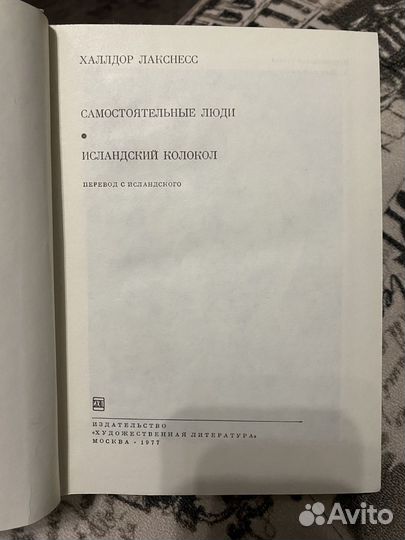 ХАЛЛДОР ЛАКСНЕСС
САМОСТОЯТЕЛЬНЫЕ ЛЮДИ
•
ИСЛАНДСКИЙ КОЛОКОЛ
ПЕРЕВОД С ИСЛАНДСКОГО
ИЗДАТЕЛЬСТВО
«ХУДОЖЕСТВЕННАЯ ЛИТЕРАТУРА»
МОСКВА · 1977
Avito